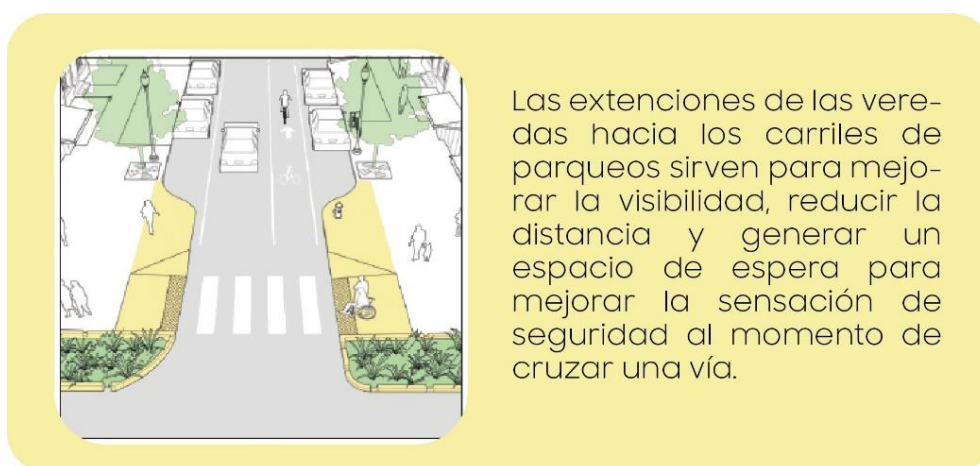 Las extenciones de las vere-
das hacia los carriles de
parqueos sirven para mejo-
rar la visibilidad, reducir la
distancia y generar un
espacio de espera para
mejorar la sensación de
seguridad al momento de
cruzar una vía.